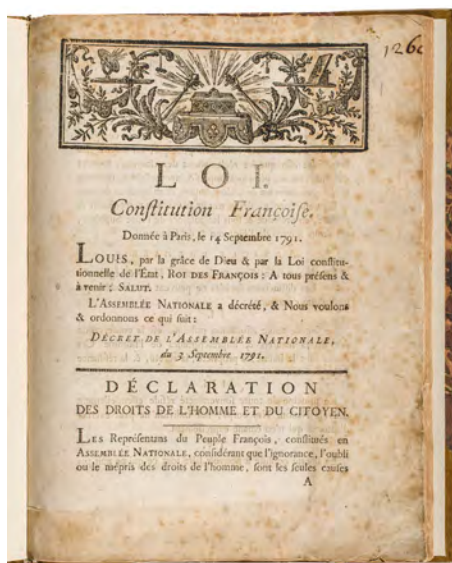 126
L O I.
Conſtitution Françoiſe.
Donnée à Paris, le 14 Septembre 1791.
LOUIS, par la grâce de Dieu & par la Loi conſtitu-
tionnelle de l'État, ROI DES FRANÇOIS : A tous préſens &
à venir ; SALUT.
L'ASSEMBLÉE NATIONALE a décrété, & Nous voulons
& ordonnons ce qui ſuit :
DÉCRET DE L'ASSEMBLÉE NATIONALE,
du 3 Septembre 1791.
DÉCLARATION
DES DROITS DE L'HOMME ET DU CITOYEN.
LES Repréſentans du Peuple François, conſtitués en
ASSEMBLÉE NATIONALE, conſidérant que l'ignorance, l'oubli
ou le mépris des droits de l'homme, ſont les ſeules cauſes
A